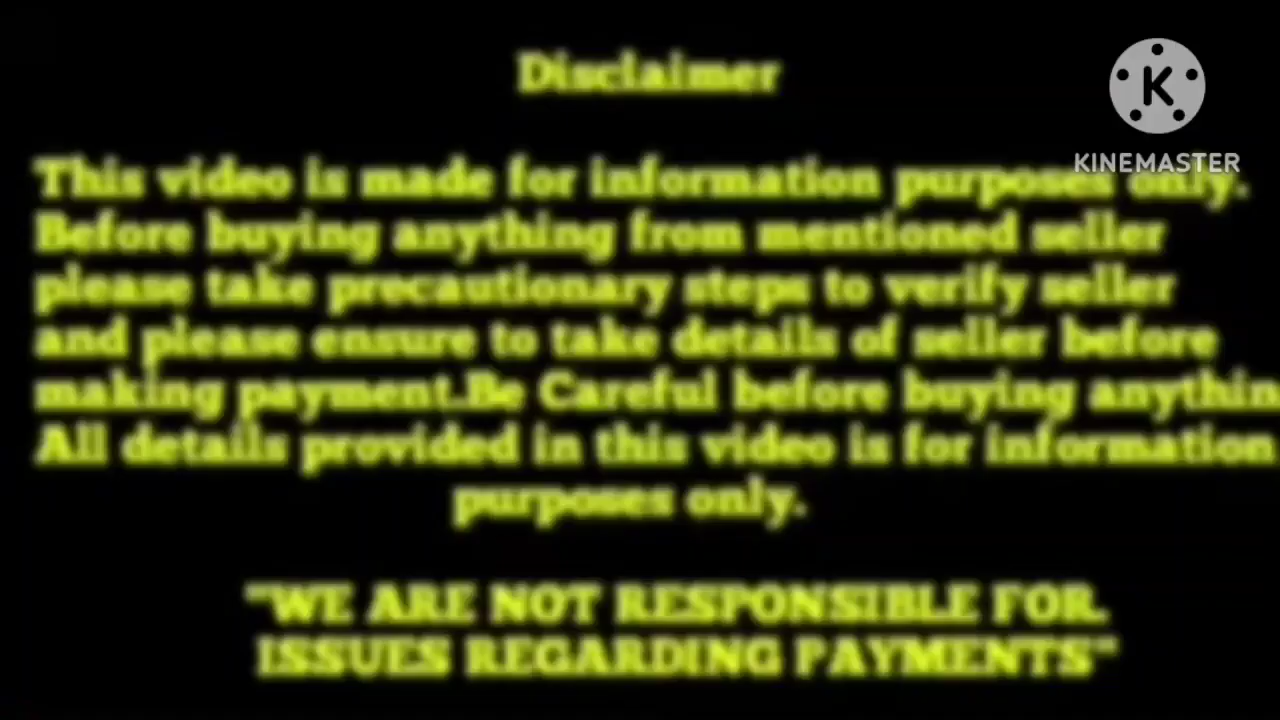 Disclaimer
KINEMASTER
This video is made for information purposes only.
Before buying anything from mentioned seller
please take precautionary steps to verify seller
and please ensure to take details of seller before
making payment.Be Careful before buying anythin
All details provided in this video is for information
purposes only.
"WE ARE NOT RESPONSIBLE FOR.
ISSUES REGARDING PAYMENTS"